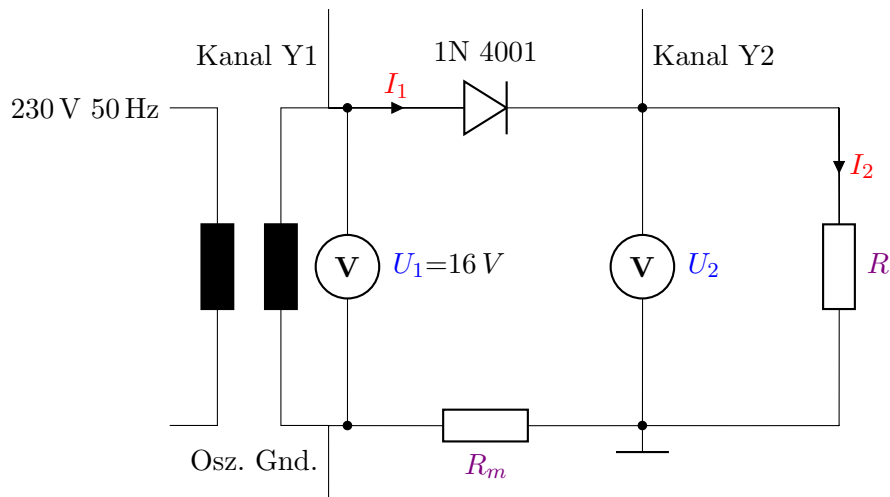 Kanal Y1
1N 4001
Kanal Y2
230 V 50 Hz
I₁
I₂
V
U₁=16 V
V
U₂
R
Osz. Gnd.
Rₘ